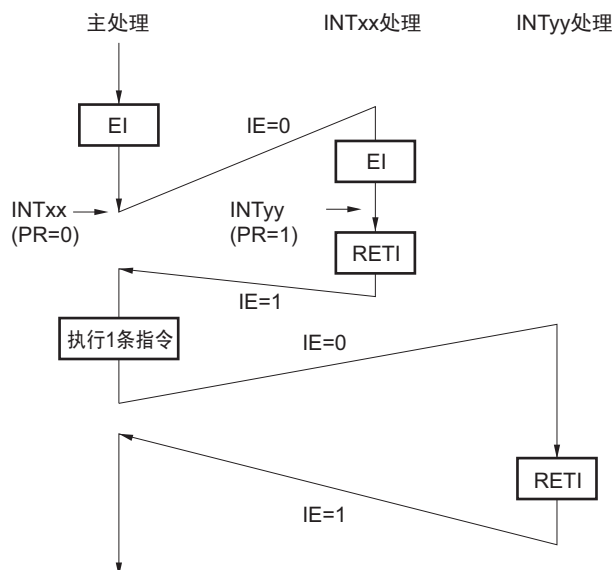 主处理
INTxx处理
INTyy处理
EI
IE=0
EI
INTxx
(PR=0)
INTyy
(PR=1)
RETI
IE=1
执行1条指令
IE=0
RETI
IE=1